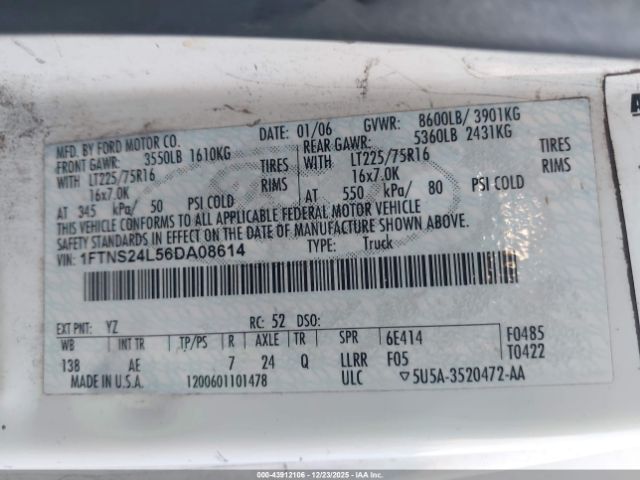 MFD. BY FORD MOTOR CO. DATE: 01/06 GVWR: 8600LB/ 3901KG
FRONT GAWR: 3550LB 1610KG REAR GAWR: 5360LB 2431KG
WITH LT225/75R16 TIRES WITH LT225/75R16 TIRES
16x7.0K RIMS 16x7.0K RIMS
AT 345 kPa/ 50 PSI COLD AT 550 kPa/ 80 PSI COLD
THIS VEHICLE CONFORMS TO ALL APPLICABLE FEDERAL MOTOR VEHICLE
SAFETY STANDARDS IN EFFECT ON THE DATE OF MANUFACTURE SHOWN ABOVE.
VIN: 1FTNS24L56DA08614 TYPE: Truck
EXT PNT: YZ RC: 52 DSO:
WB INT TR TP/PS R AXLE TR SPR 6E414 F0485
138 AE 7 24 Q LLRR F05 T0422
MADE IN U.S.A. 1200601101478 ULC ▽5U5A-3520472-AA
000-43912106 - 12/23/2025 - COPYRIGHT IAA, LLC